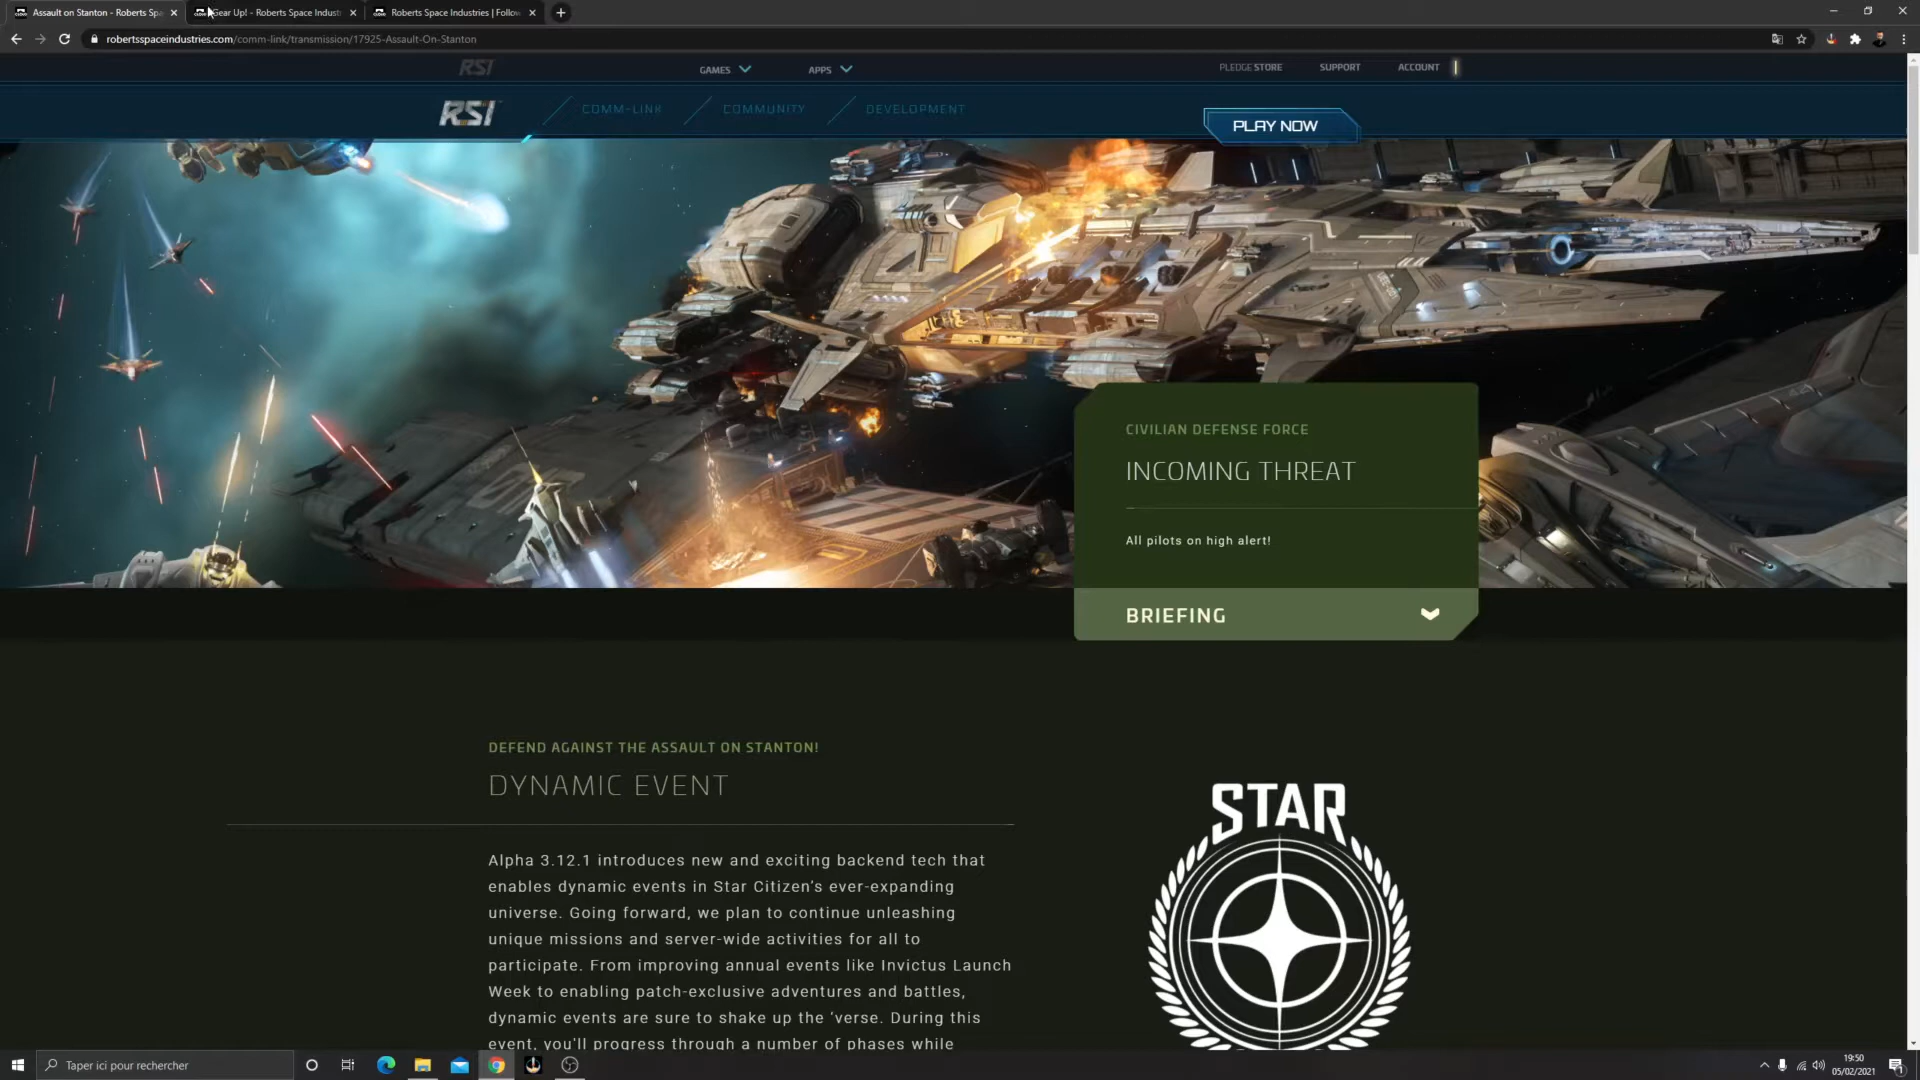 Assault on Stanton - Roberts Spa
Gear Up! - Roberts Space Industri
Roberts Space Industries | Follow
robertsspaceindustries.com/comm-link/transmission/17925-Assault-On-Stanton
RSI
GAMES
APPS
PLEDGE STORE
SUPPORT
ACCOUNT
RSI
COMM-LINK
COMMUNITY
DEVELOPMENT
PLAY NOW
CIVILIAN DEFENSE FORCE
INCOMING THREAT
All pilots on high alert!
BRIEFING
DEFEND AGAINST THE ASSAULT ON STANTON!
DYNAMIC EVENT
Alpha 3.12.1 introduces new and exciting backend tech that
enables dynamic events in Star Citizen’s ever-expanding
universe. Going forward, we plan to continue unleashing
unique missions and server-wide activities for all to
participate. From improving annual events like Invictus Launch
Week to enabling patch-exclusive adventures and battles,
dynamic events are sure to shake up the ‘verse. During this
event, you'll progress through a number of phases while
STAR
Taper ici pour rechercher
19:50
05/02/2021